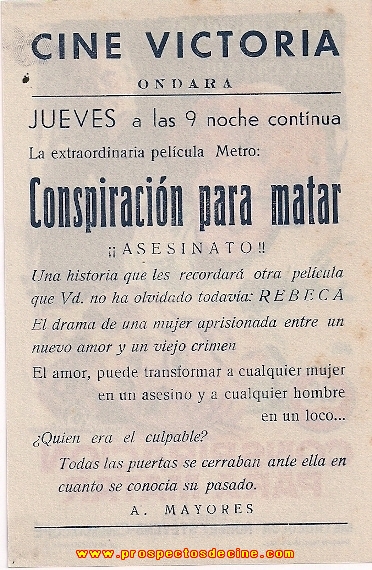 CINE VICTORIA
ONDARA
JUEVES a las 9 noche contínua
La extraordinaria película Metro:
Conspiración para matar
¡¡ASESINATO!!
Una historia que les recordará otra película
que Vd. no ha olvidado todavia: REBECA
El drama de una mujer aprisionada entre un
nuevo amor y un viejo crimen
El amor, puede transformar a cualquier mujer
en un asesino y a cualquier hombre
en un loco...
¿Quien era el culpable?
Todas las puertas se cerraban ante ella en
cuanto se conocia su pasado.
A. MAYORES
www.prospectosdecine.com